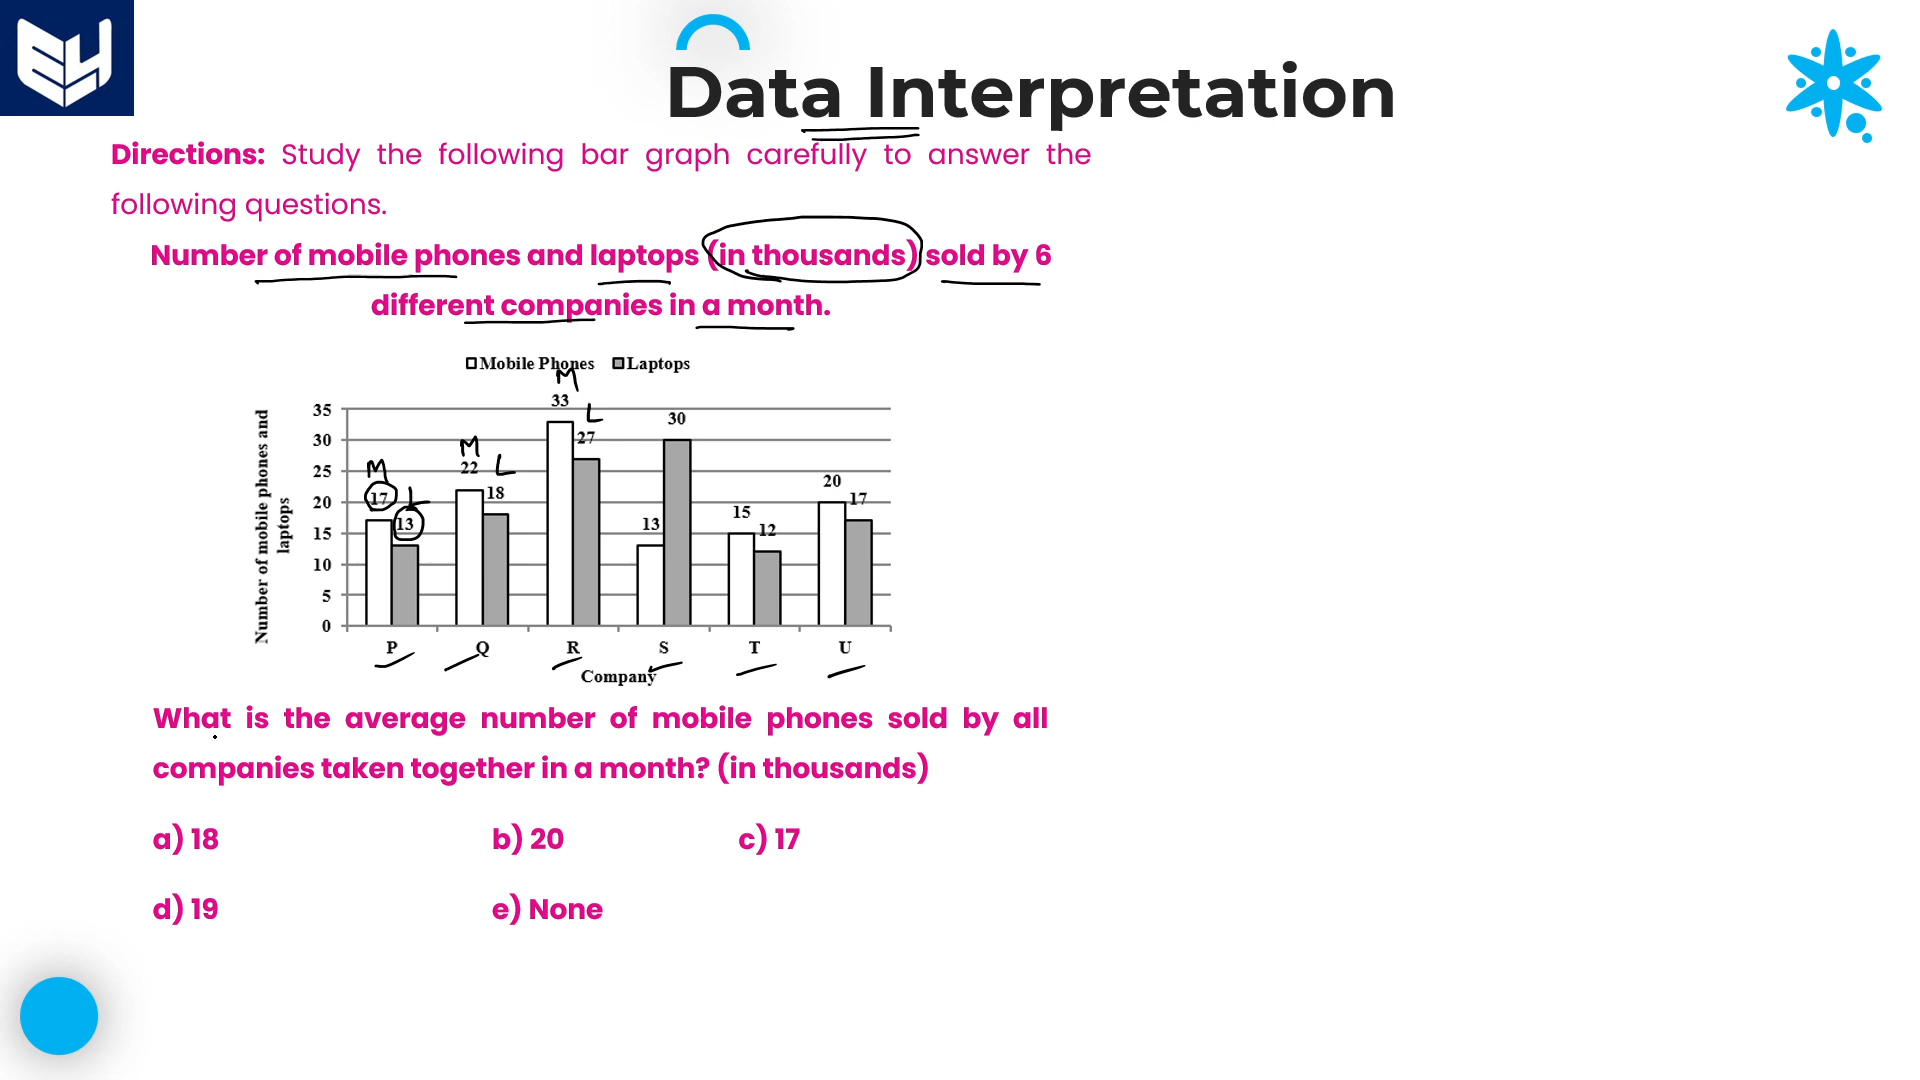 Data Interpretation
Directions: Study the following bar graph carefully to answer the
following questions.
Number of mobile phones and laptops (in thousands) sold by 6
different companies in a month.
Mobile Phones Laptops
M
33
L
27
30
M
22
L
18
M
17
L
13
13
15
12
20
17
35
30
25
20
15
10
5
0
Number of mobile phones and
laptops
P Q R S T U
Company
What is the average number of mobile phones sold by all
companies taken together in a month? (in thousands)
a) 18 b) 20 c) 17
d) 19 e) None